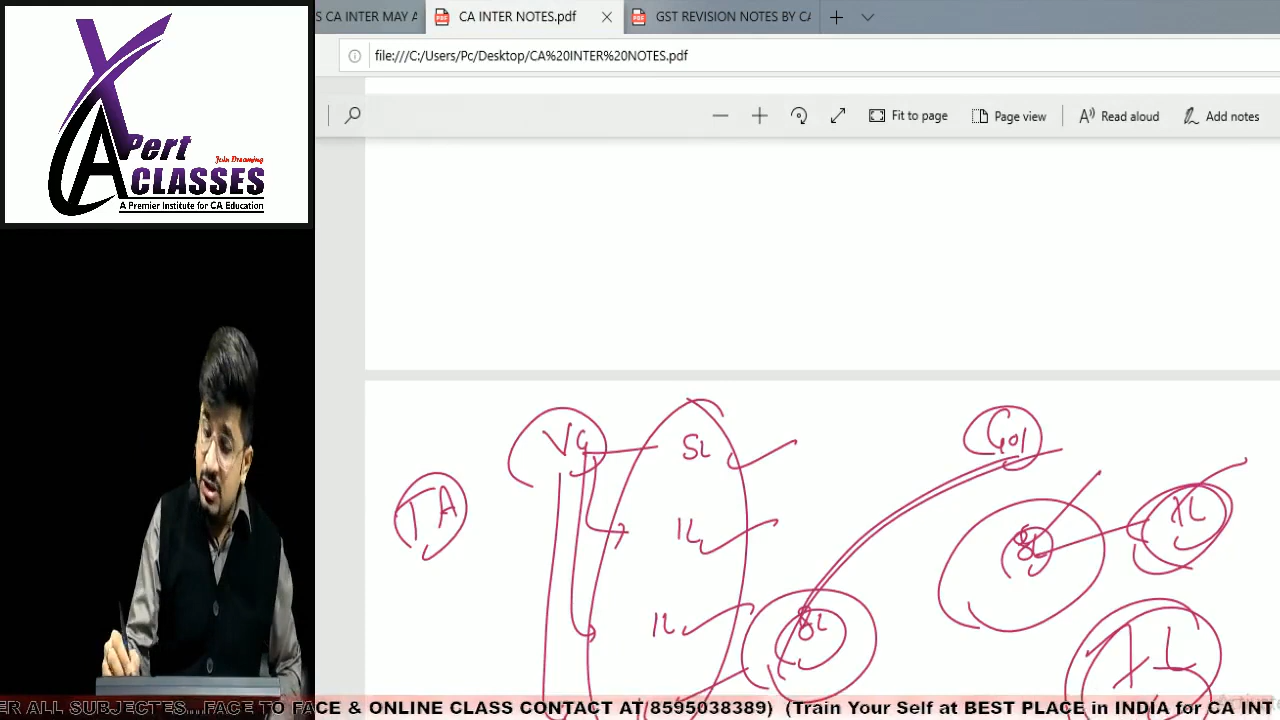 S CA INTER MAY A
CA INTER NOTES.pdf
GST REVISION NOTES BY CA
file:///C:/Users/Pc/Desktop/CA%20INTER%20NOTES.pdf
Fit to page
Page view
Read aloud
Add notes
XPert
Join Dreaming
CA CLASSES
A Premier Institute for CA Education
VG
SL
GOI
TA
IL
SL
XL
IL
SL
IL
ER ALL SUBJECTES...FACE TO FACE & ONLINE CLASS CONTACT AT 8595038389) (Train Your Self at BEST PLACE in INDIA for CA INT